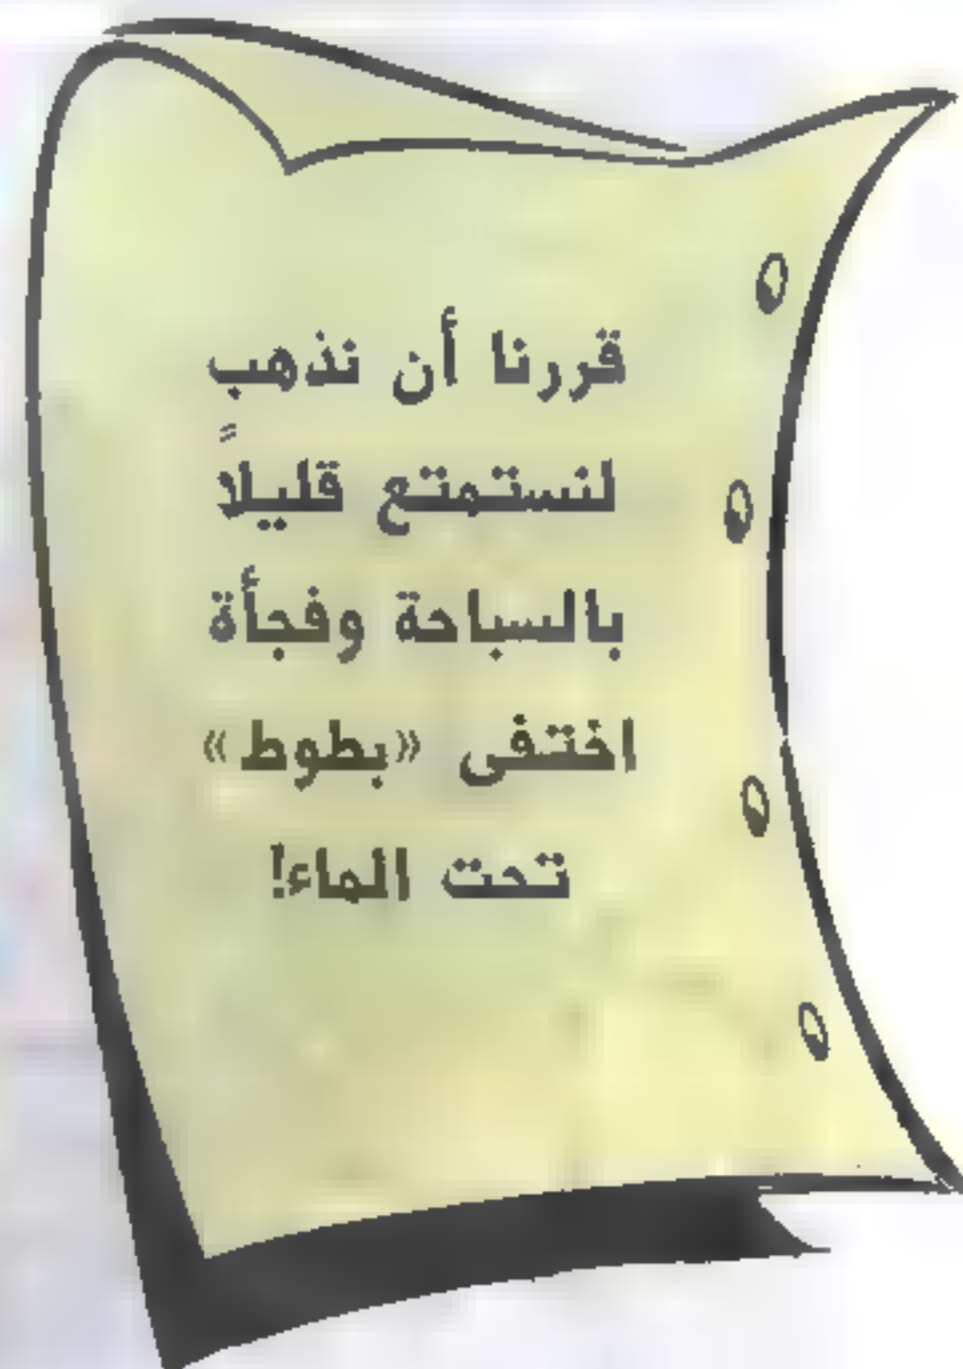 قررنا أن نذهب
لنستمتع قليلاً
بالسباحة وفجأة
اختفى «بطوط»
تحت الماء!